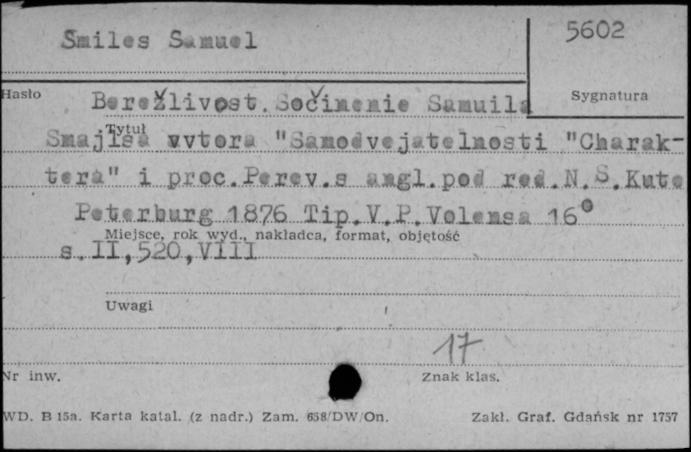 Smiles Samuel
5602
Hasło
Sygnatura
Berežlivost. Sočinenie Samuila
Tytuł
Smajlsa vvtora "Samodvejatelnosti "Charak-
tera" i proc.Perev.s angl.pod red.N.S.Kute
Peterburg 1876 Tip.V.P.Volensa 16°
Miejsce, rok wyd., nakładca, format, objętość
s.II,520,VIII
Uwagi
17
Nr inw.
Znak klas.
WD. B 15a. Karta katal. (z nadr.) Zam. 658/DW/On.
Zakł. Graf. Gdańsk nr 1757